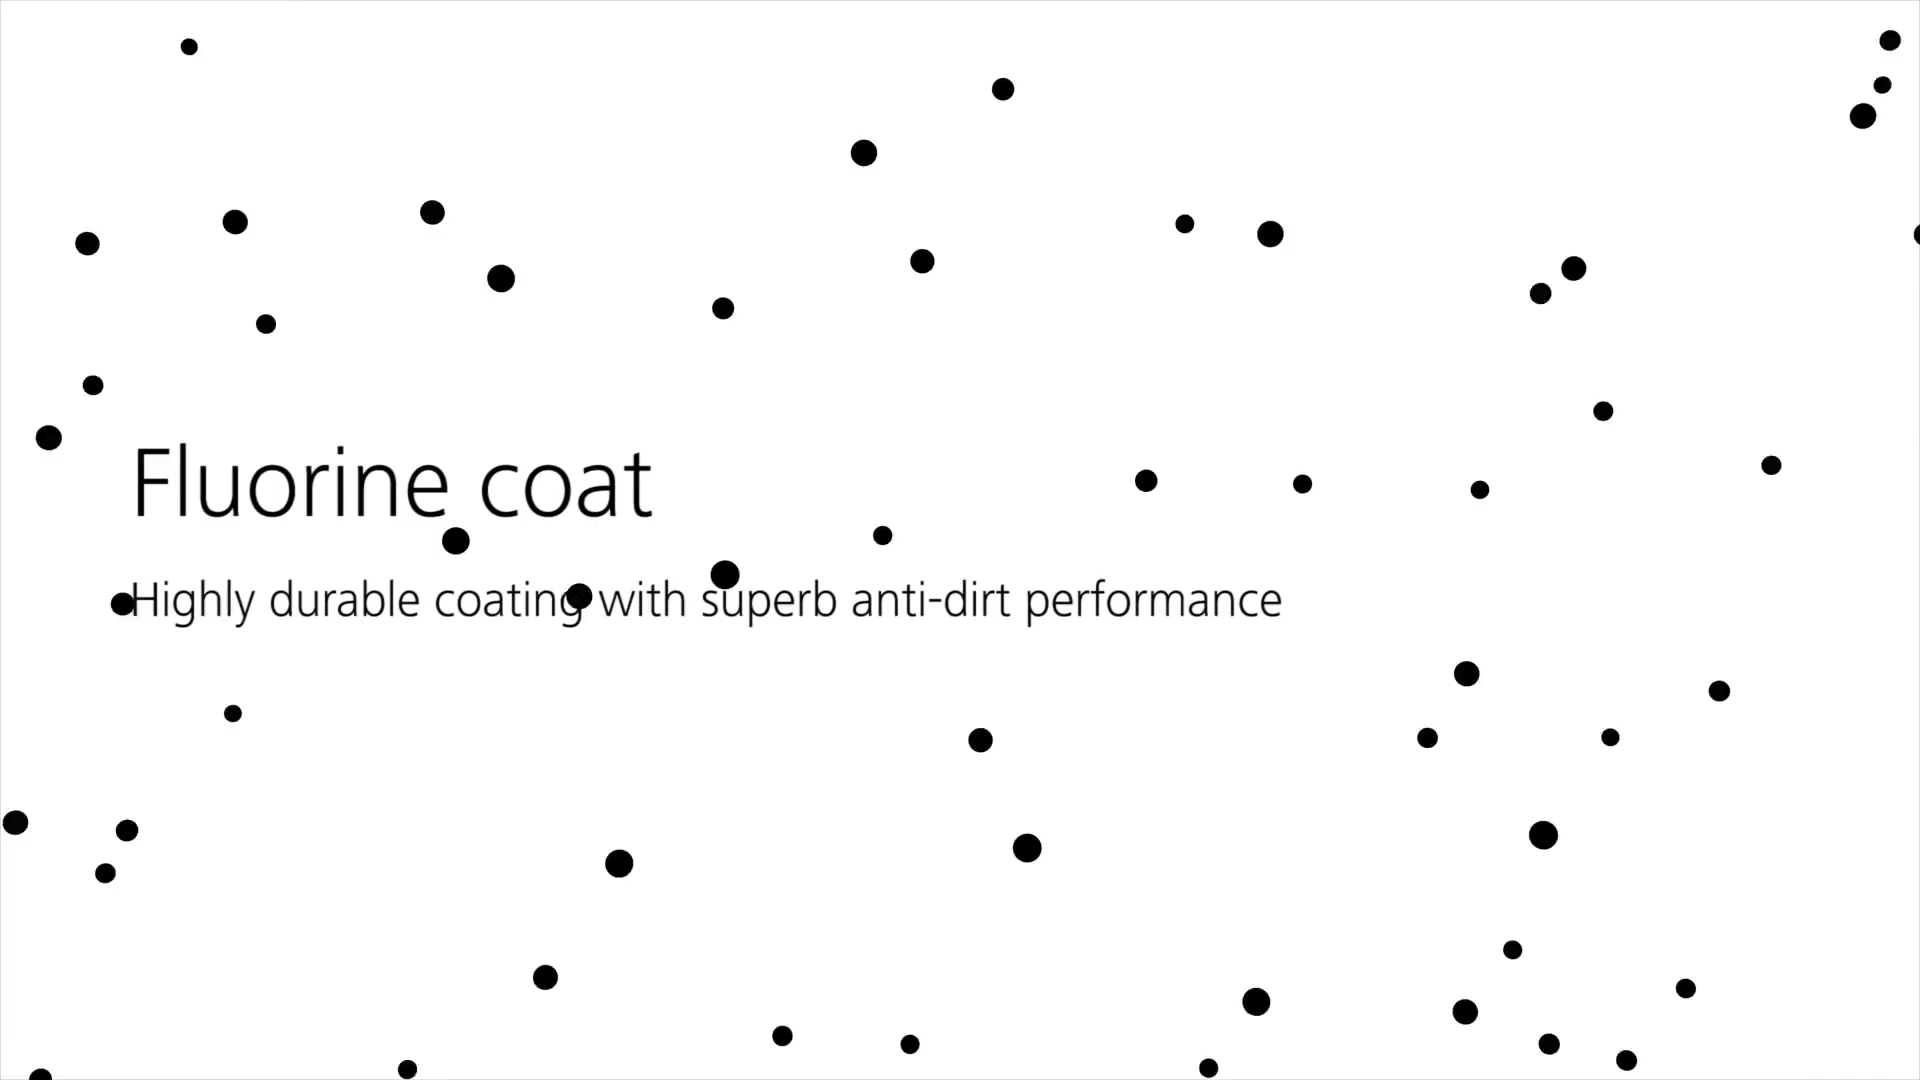 Fluorine coat
Highly durable coating with superb anti-dirt performance